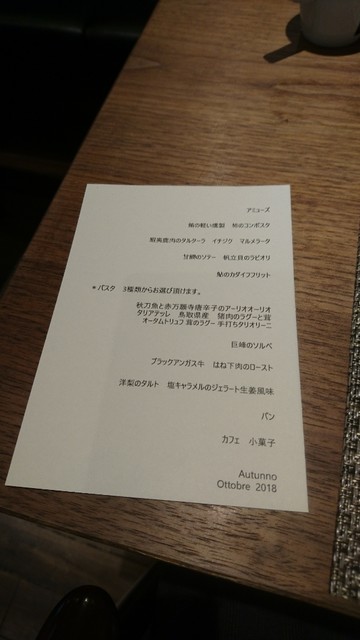 アミューズ
鰆の軽い燻製　柿のコンポスタ
蝦夷鹿肉のタルターラ　イチジク　マルメラータ
甘鯛のソテー　帆立貝のラビオリ
鮎のカダイフフリット
＊パスタ　3種類からお選び頂けます。
秋刀魚と赤万願寺唐辛子のアーリオオーリオ
タリアテッレ　鳥取県産　猪肉のラグーと茸
オータムトリュフ 茸のラグー 手打ちタリオリーニ
巨峰のソルベ
ブラックアンガス牛　はね下肉のロースト
洋梨のタルト　塩キャラメルのジェラート生姜風味
パン
カフェ　小菓子
Autunno
Ottobre 2018